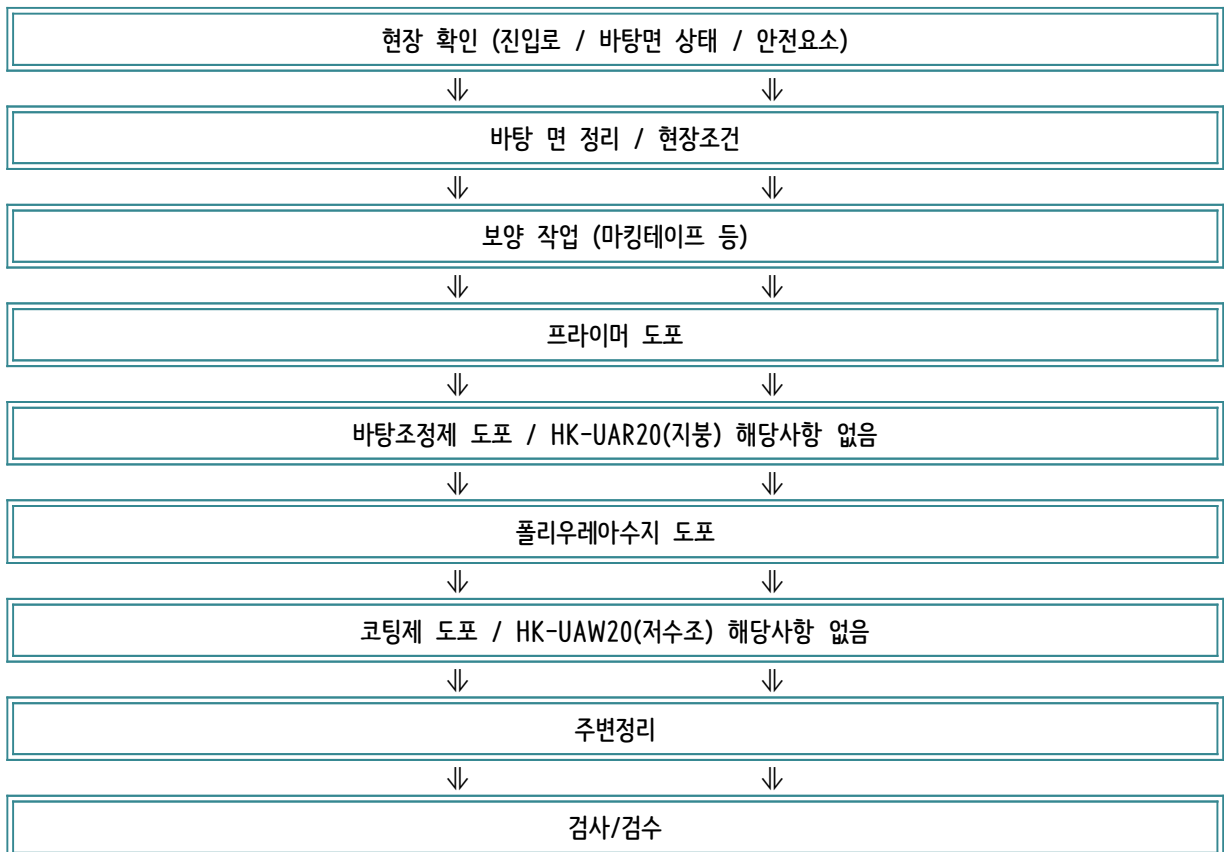 현장 확인 (진입로 / 바탕면 상태 / 안전요소)
⇓ ⇓
바탕 면 정리 / 현장조건
⇓ ⇓
보양 작업 (마킹테이프 등)
⇓ ⇓
프라이머 도포
⇓ ⇓
바탕조정제 도포 / HK-UAR20(지붕) 해당사항 없음
⇓ ⇓
폴리우레아수지 도포
⇓ ⇓
코팅제 도포 / HK-UAW20(저수조) 해당사항 없음
⇓ ⇓
주변정리
⇓ ⇓
검사/검수